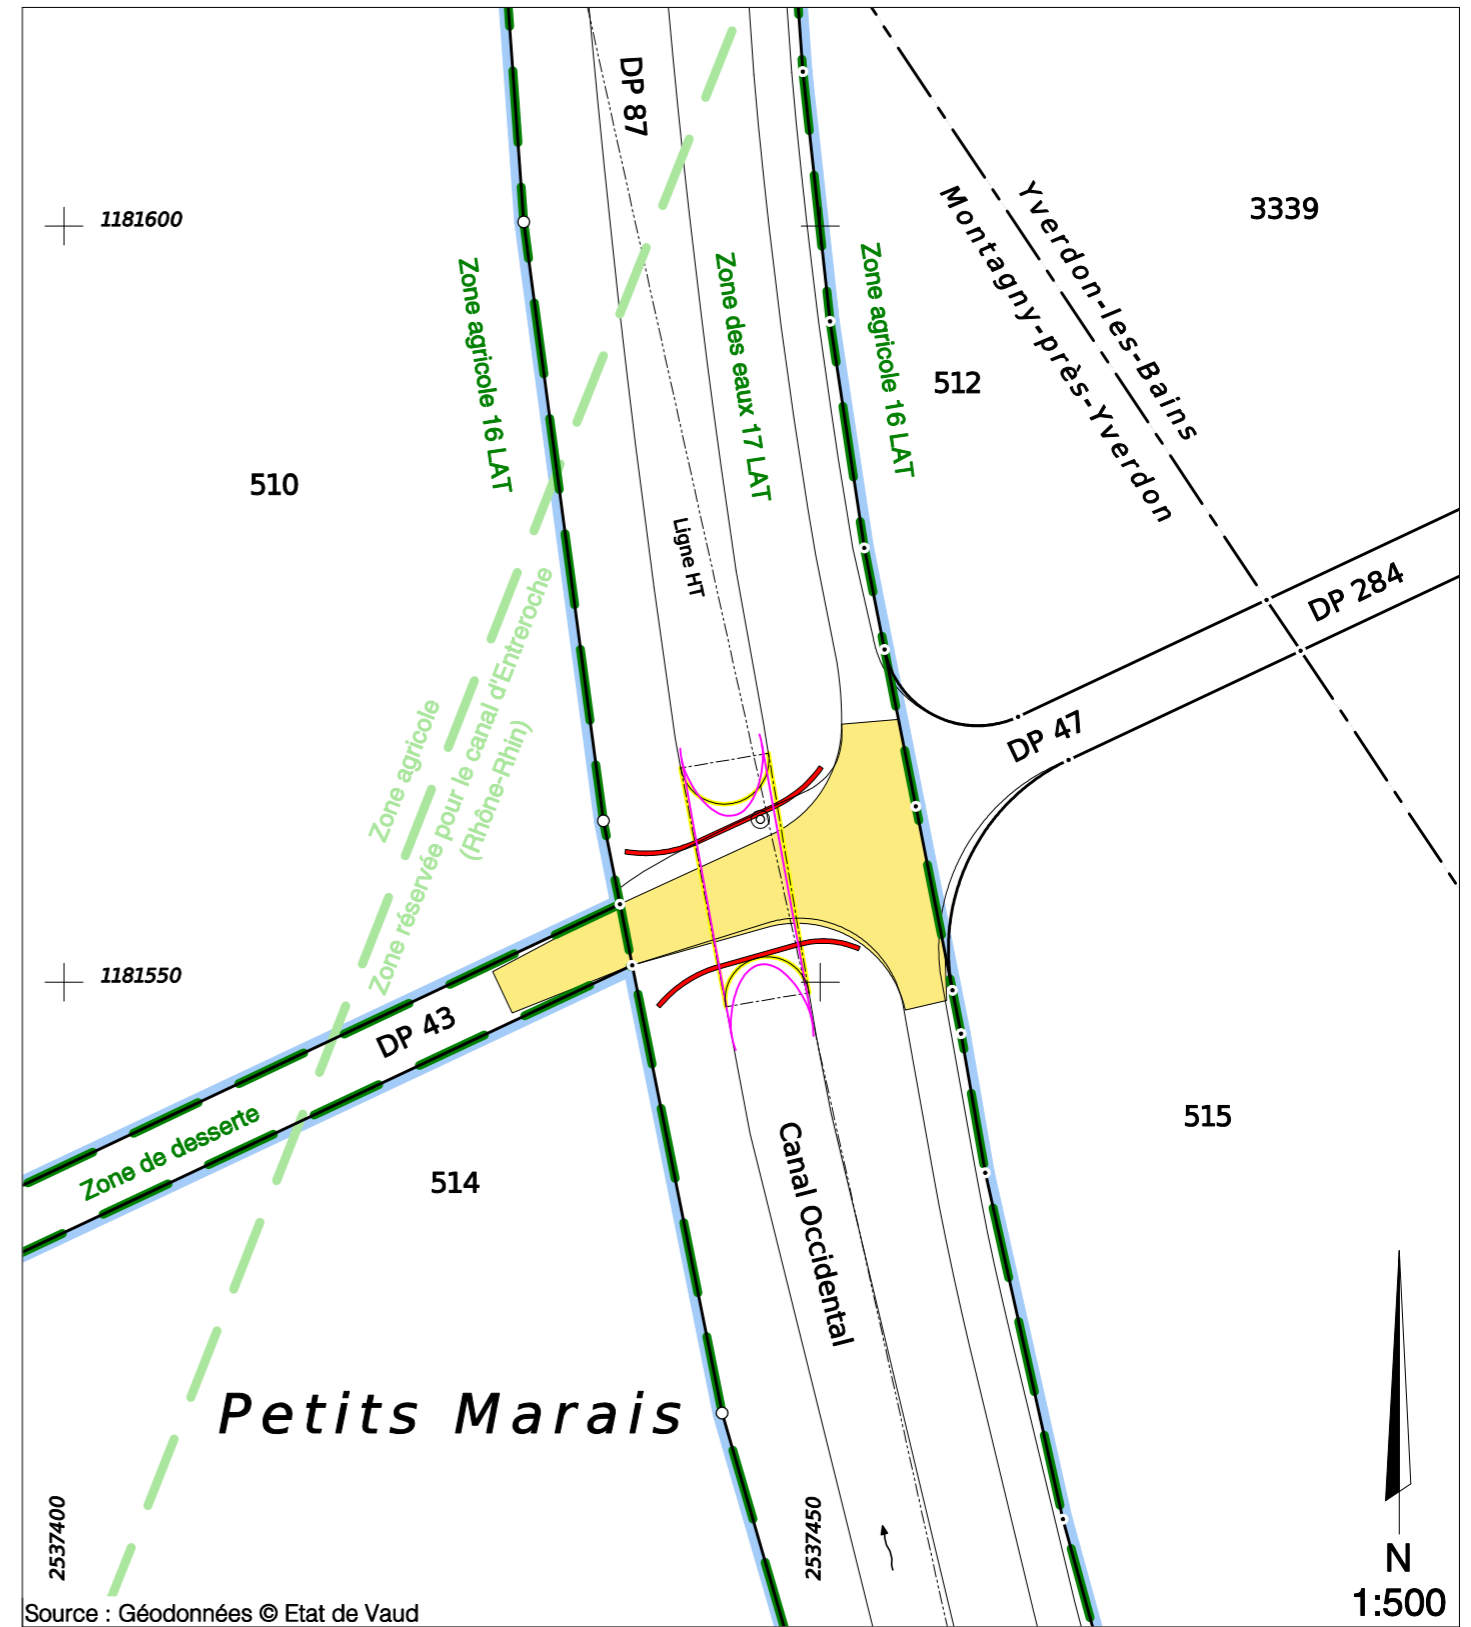 DP 87
1181600
3339
Yverdon-les-Bains
Montagny-près-Yverdon
Zone agricole 16 LAT
Zone des eaux 17 LAT
Zone agricole 16 LAT
512
510
Ligne HT
DP 284
DP 47
Zone agricole
Zone réservée pour le canal d'Entreroche
(Rhône-Rhin)
1181550
DP 43
Zone de desserte
514
515
Canal Occidental
Petits Marais
2537400
2537450
N
1:500
Source : Géodonnées © Etat de Vaud